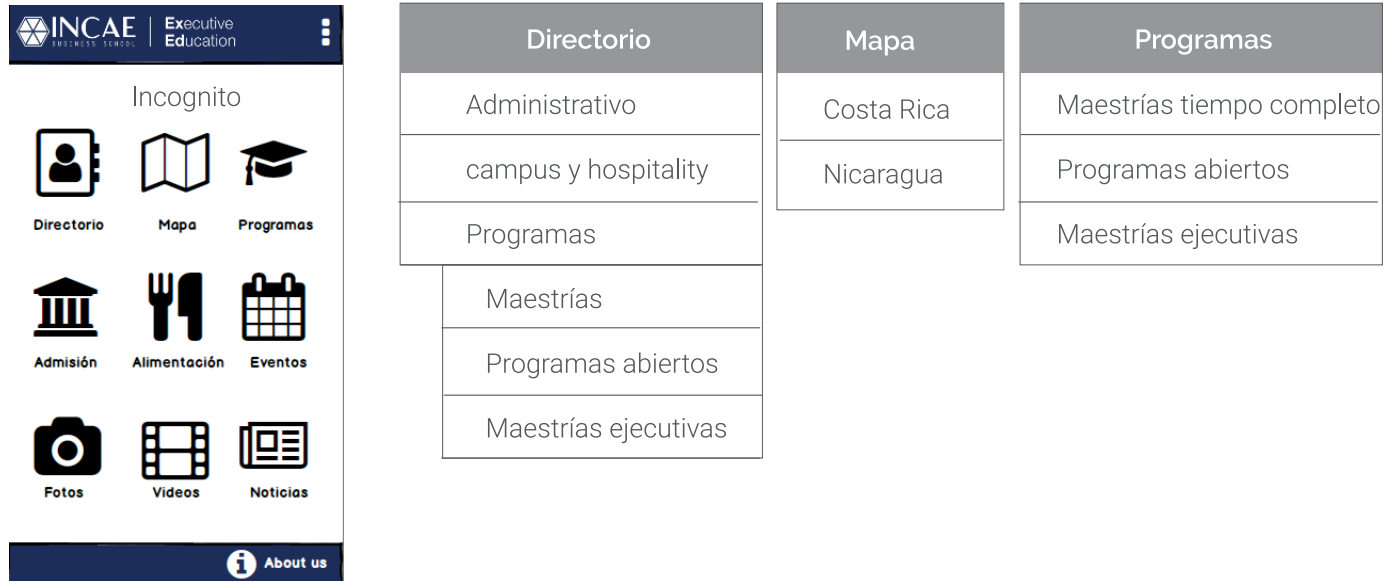 INCAE
BUSINESS SCHOOL
Executive
Education
Incognito
Directorio
Mapa
Programas
Admisión
Alimentación
Eventos
Fotos
Videos
Noticias
About us
Directorio
Administrativo
campus y hospitality
Programas
Maestrías
Programas abiertos
Maestrías ejecutivas
Mapa
Costa Rica
Nicaragua
Programas
Maestrías tiempo completo
Programas abiertos
Maestrías ejecutivas